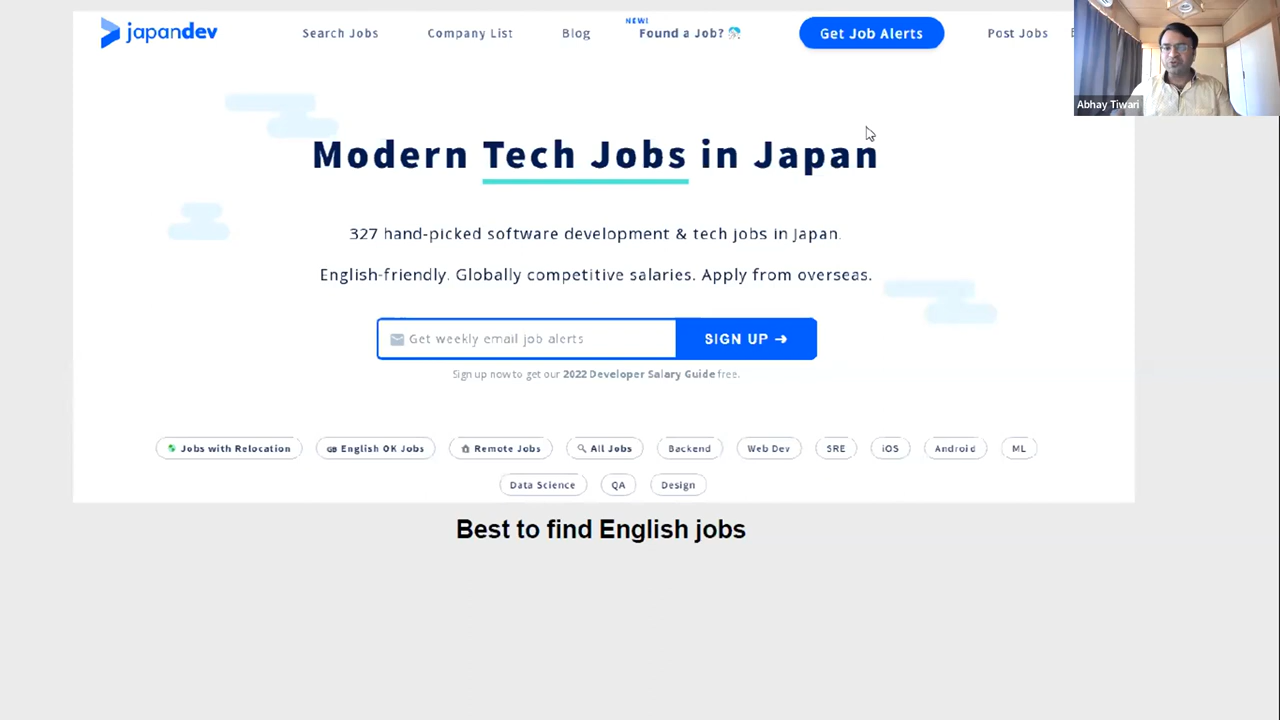 japandev
Search Jobs
Company List
Blog
NEW!
Found a Job?
Get Job Alerts
Post Jobs
Abhay Tiwari
Modern Tech Jobs in Japan
327 hand-picked software development & tech jobs in Japan.
English-friendly. Globally competitive salaries. Apply from overseas.
Get weekly email job alerts
SIGN UP ➜
Sign up now to get our 2022 Developer Salary Guide free.
Jobs with Relocation
English OK Jobs
Remote Jobs
All Jobs
Backend
Web Dev
SRE
iOS
Android
ML
Data Science
QA
Design
Best to find English jobs